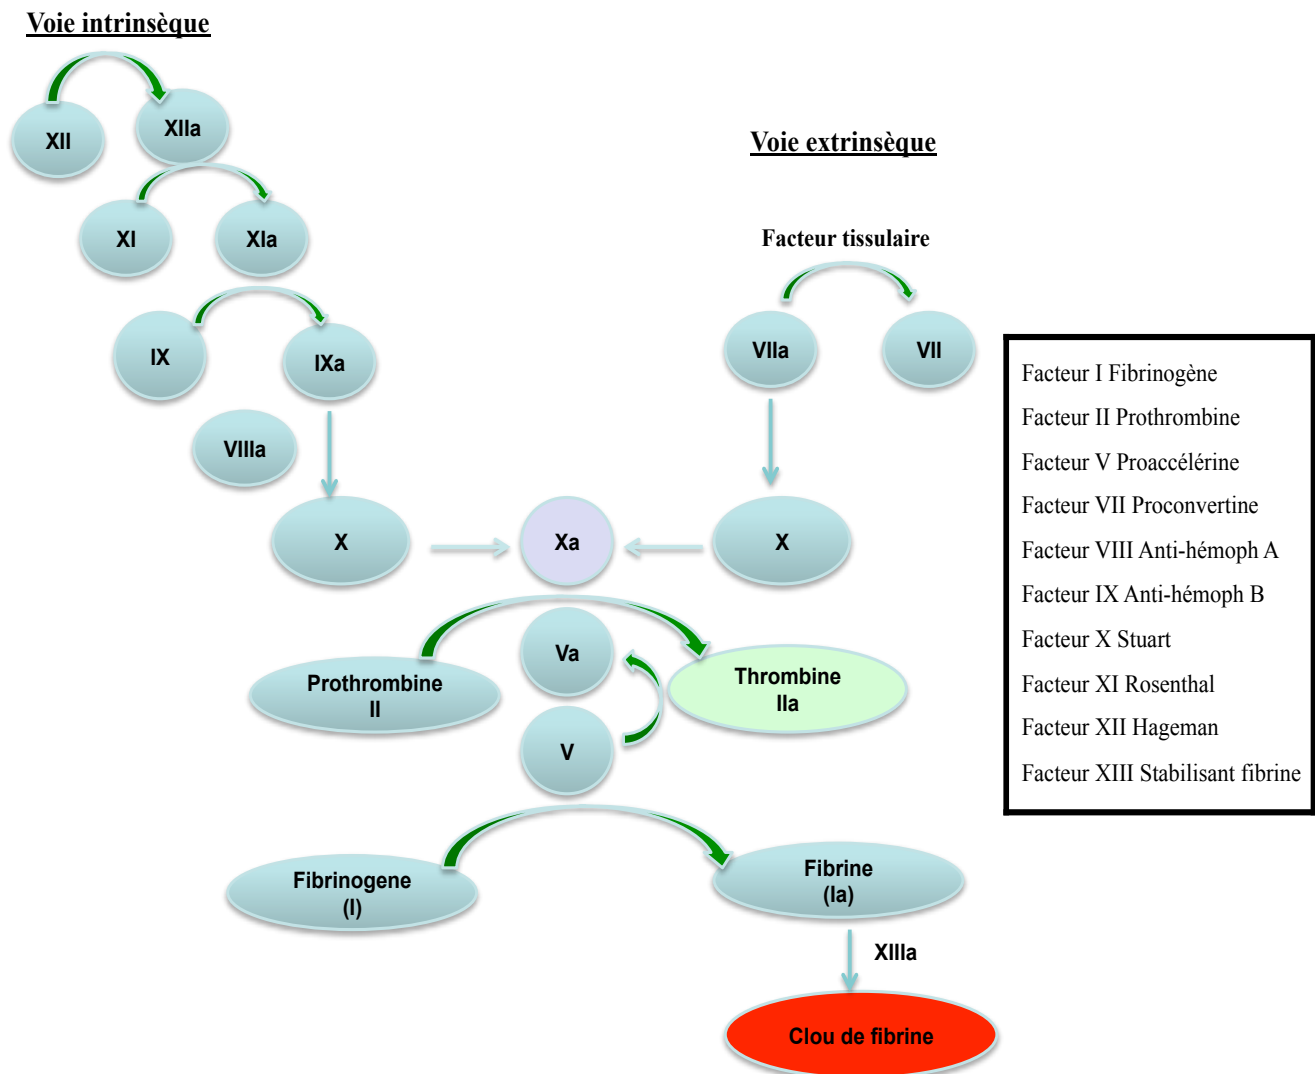 Voie intrinsèque
XII
XIIa
XI
XIa
IX
IXa
VIIIa
X
Voie extrinsèque
Facteur tissulaire
VIIa
VII
X
Xa
Va
Prothrombine
II
Thrombine
IIa
V
Fibrinogene
(I)
Fibrine
(Ia)
XIIIa
Clou de fibrine
Facteur I Fibrinogène
Facteur II Prothrombine
Facteur V Proaccélérine
Facteur VII Proconvertine
Facteur VIII Anti-hémoph A
Facteur IX Anti-hémoph B
Facteur X Stuart
Facteur XI Rosenthal
Facteur XII Hageman
Facteur XIII Stabilisant fibrine